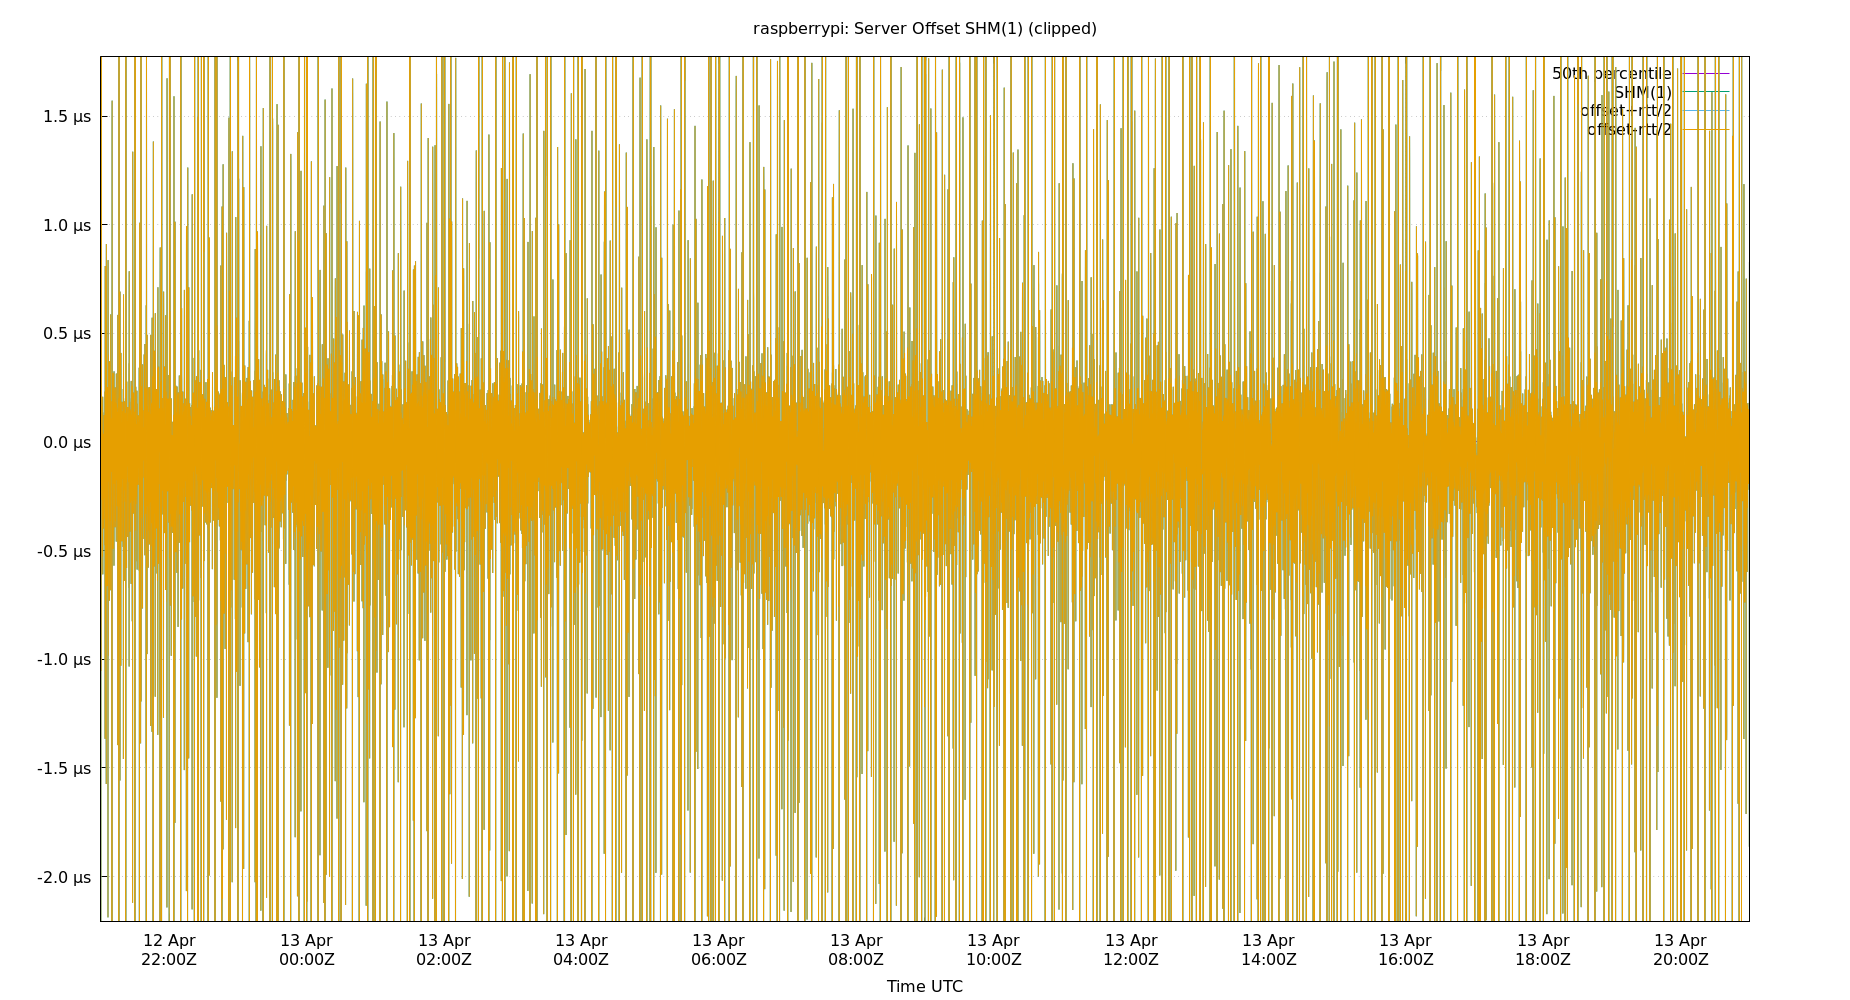 raspberrypi: Server Offset SHM(1) (clipped)
50th percentile
SHM(1)
offset+rtt/2
offset-rtt/2
1.5 µs
1.0 µs
0.5 µs
0.0 µs
-0.5 µs
-1.0 µs
-1.5 µs
-2.0 µs
12 Apr 13 Apr 13 Apr 13 Apr 13 Apr 13 Apr 13 Apr 13 Apr 13 Apr 13 Apr 13 Apr 13 Apr
22:00Z 00:00Z 02:00Z 04:00Z 06:00Z 08:00Z 10:00Z 12:00Z 14:00Z 16:00Z 18:00Z 20:00Z
Time UTC